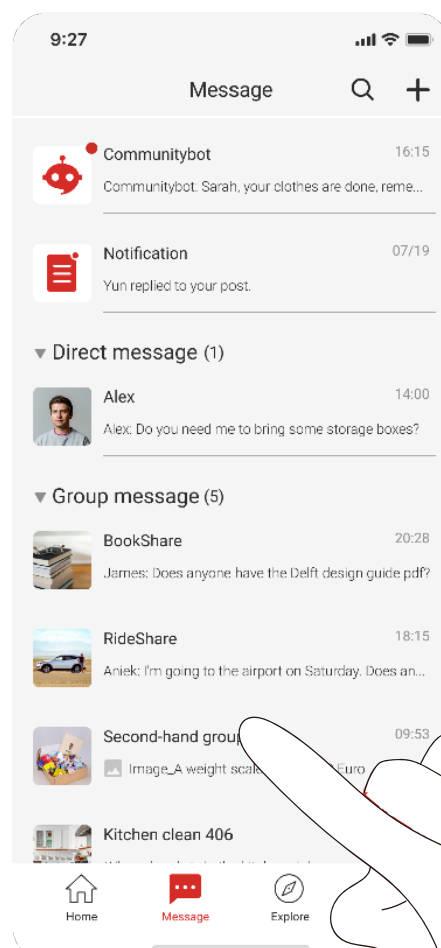 9:27
Message
Communitybot
16:15
Communitybot: Sarah, your clothes are done, reme...
Notification
07/19
Yun replied to your post.
Direct message (1)
Alex
14:00
Alex: Do you need me to bring some storage boxes?
Group message (5)
BookShare
20:28
James: Does anyone have the Delft design guide pdf?
RideShare
18:15
Aniek: I'm going to the airport on Saturday. Does an...
Second-hand group
09:53
Image_A weight scale Euro
Kitchen clean 406
Home
Message
Explore